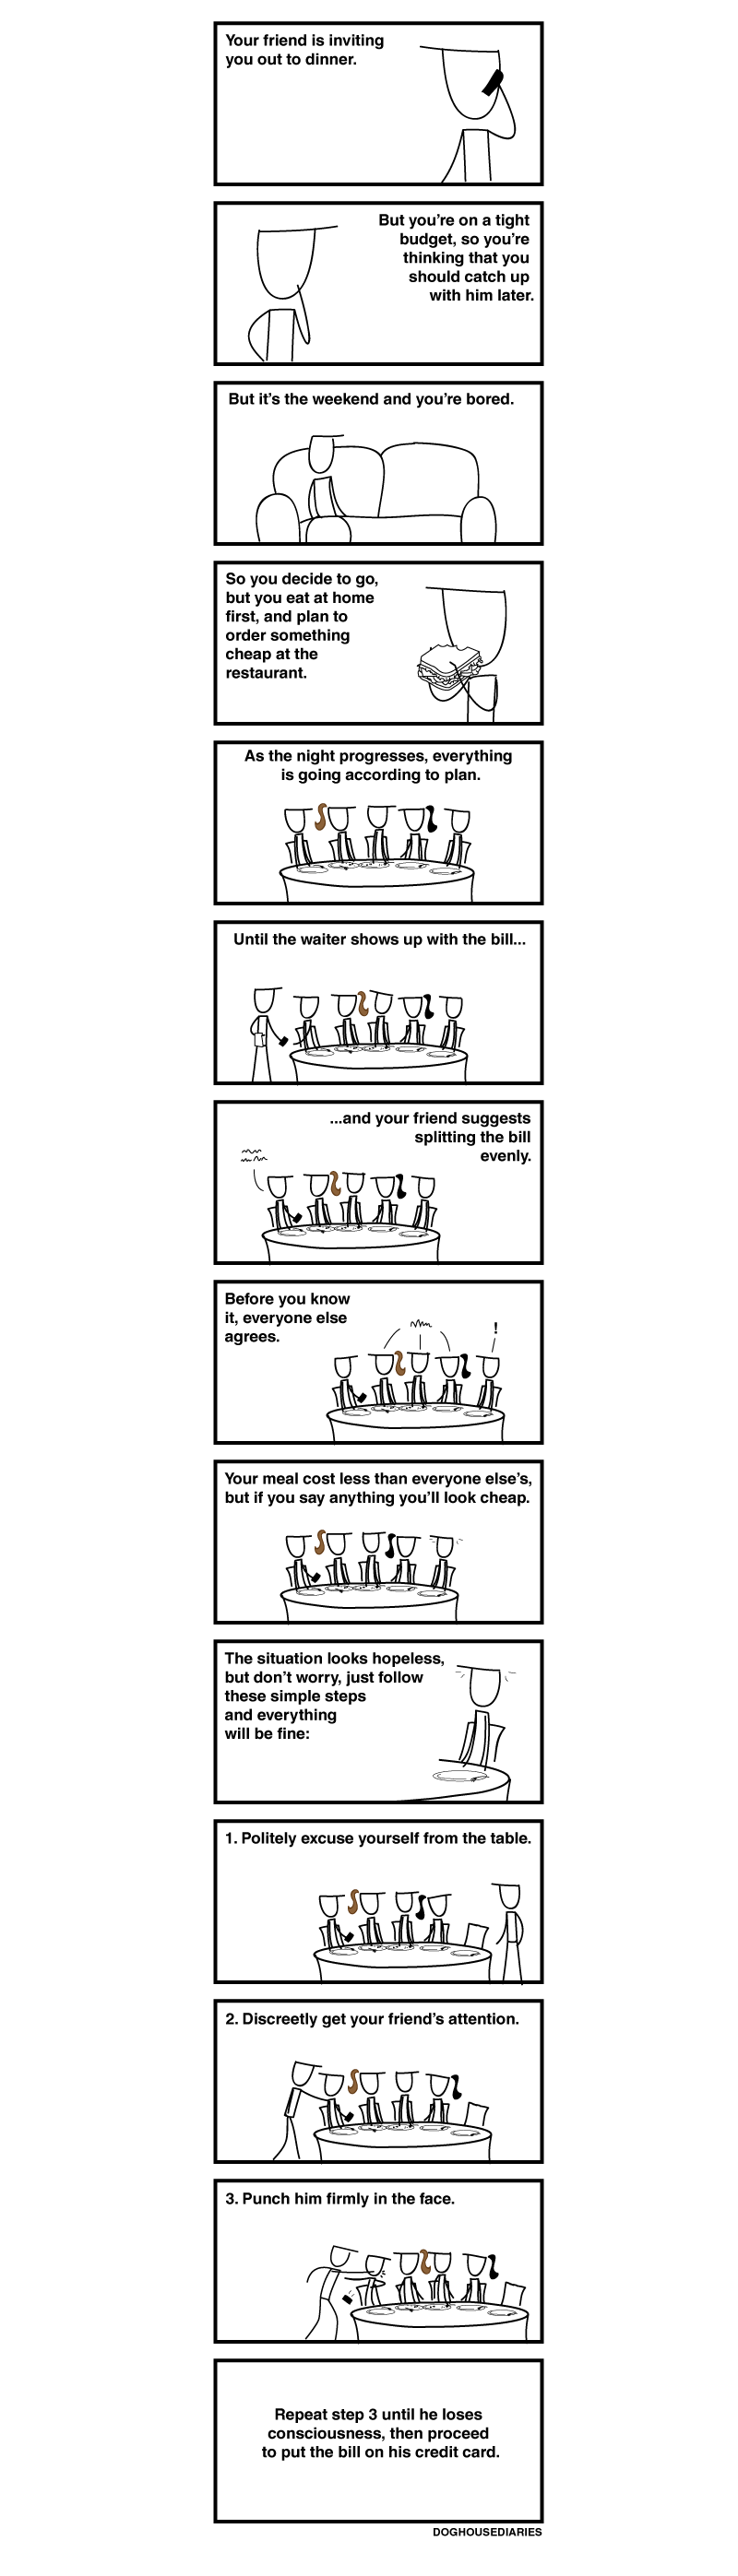 Your friend is inviting
you out to dinner.
But you're on a tight
budget, so you're
thinking that you
should catch up
with him later.
But it's the weekend and you're bored.
So you decide to go,
but you eat at home
first, and plan to
order something
cheap at the
restaurant.
As the night progresses, everything
is going according to plan.
Until the waiter shows up with the bill...
...and your friend suggests
splitting the bill
evenly.
Before you know
it, everyone else
agrees.
!
Your meal cost less than everyone else's,
but if you say anything you'll look cheap.
The situation looks hopeless,
but don't worry, just follow
these simple steps
and everything
will be fine:
1. Politely excuse yourself from the table.
2. Discreetly get your friend's attention.
3. Punch him firmly in the face.
Repeat step 3 until he loses
consciousness, then proceed
to put the bill on his credit card.
DOGHOUSEDIARIES